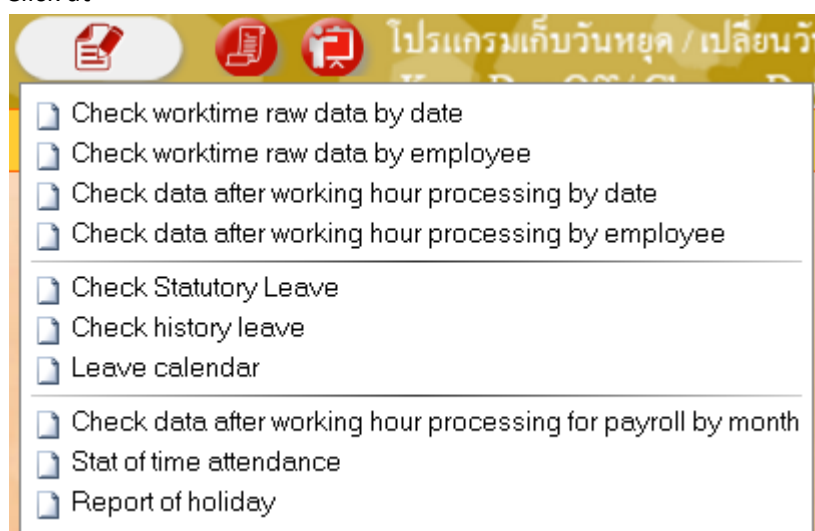 โปรแกรมเก็บวันหยุด / เปลี่ยนวั
Check worktime raw data by date
Check worktime raw data by employee
Check data after working hour processing by date
Check data after working hour processing by employee
Check Statutory Leave
Check history leave
Leave calendar
Check data after working hour processing for payroll by month
Stat of time attendance
Report of holiday